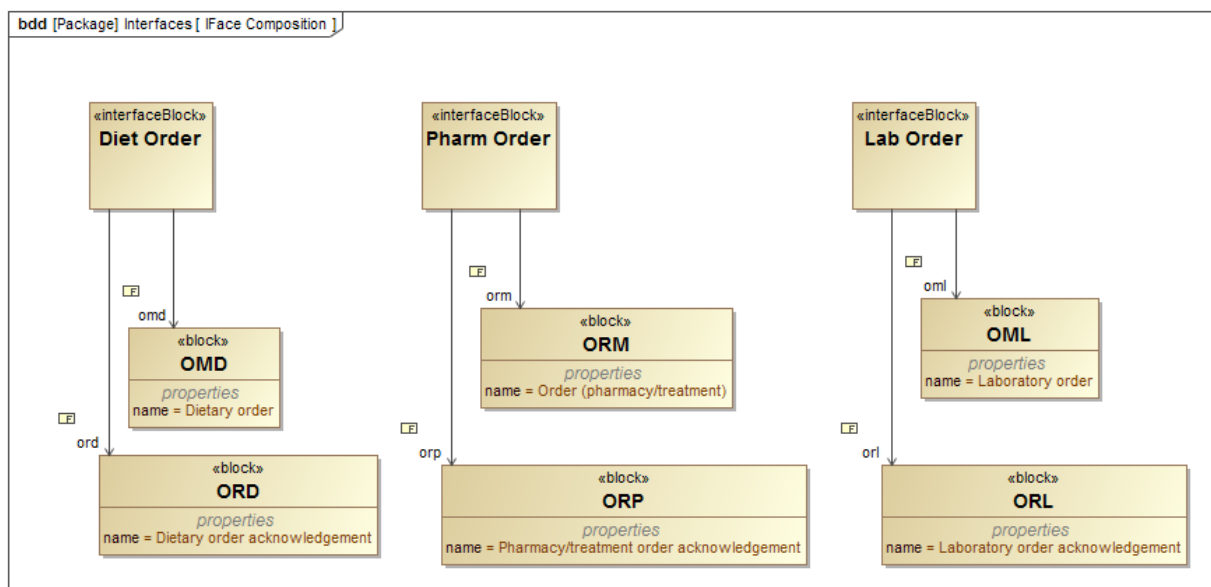 bdd [Package] Interfaces [ IFace Composition ]
«interfaceBlock»
Diet Order
F
omd
«block»
OMD
properties
name = Dietary order
F
ord
«block»
ORD
properties
name = Dietary order acknowledgement
«interfaceBlock»
Pharm Order
F
orm
«block»
ORM
properties
name = Order (pharmacy/treatment)
F
orp
«block»
ORP
properties
name = Pharmacy/treatment order acknowledgement
«interfaceBlock»
Lab Order
F
oml
«block»
OML
properties
name = Laboratory order
F
orl
«block»
ORL
properties
name = Laboratory order acknowledgement